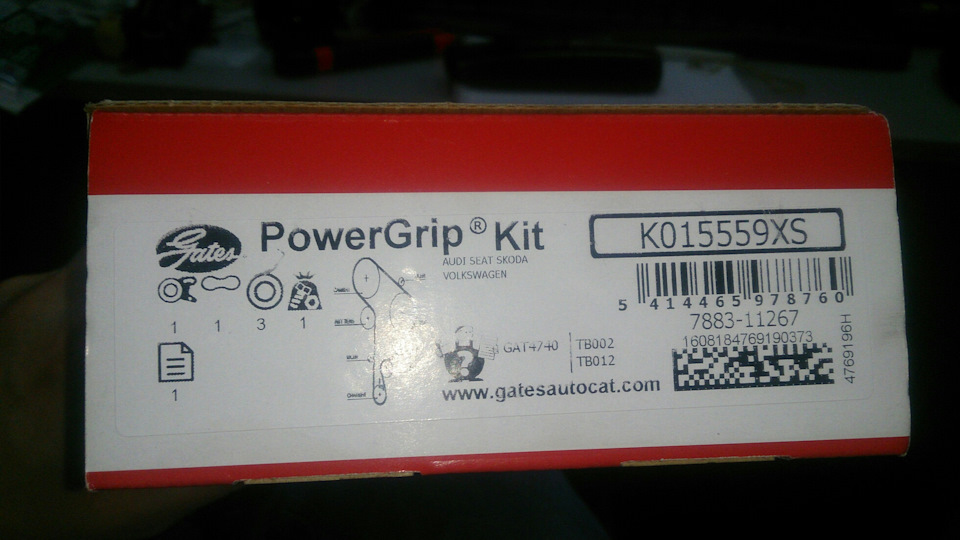 Gates
PowerGrip® Kit
AUDI SEAT SKODA
VOLKSWAGEN
K015559XS
5 414465 978760
7883-11267
1608184769190373
4769196H
1 1 3 1
1
GAT4740 TB002
TB012
www.gatesautocat.com